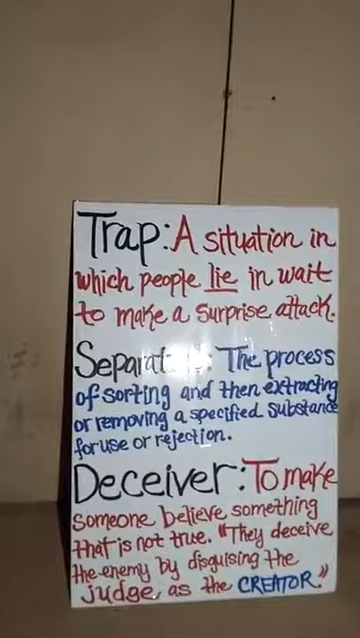 Trap: A situation in
which people lie in wait
to make a surprise attack.
The process
of sorting and then extracting
or removing a specified substance
for use or rejection.
Deceiver: To make
someone believe something
that is not true. "They deceive
the enemy by disguising the
judge as the CREATOR."